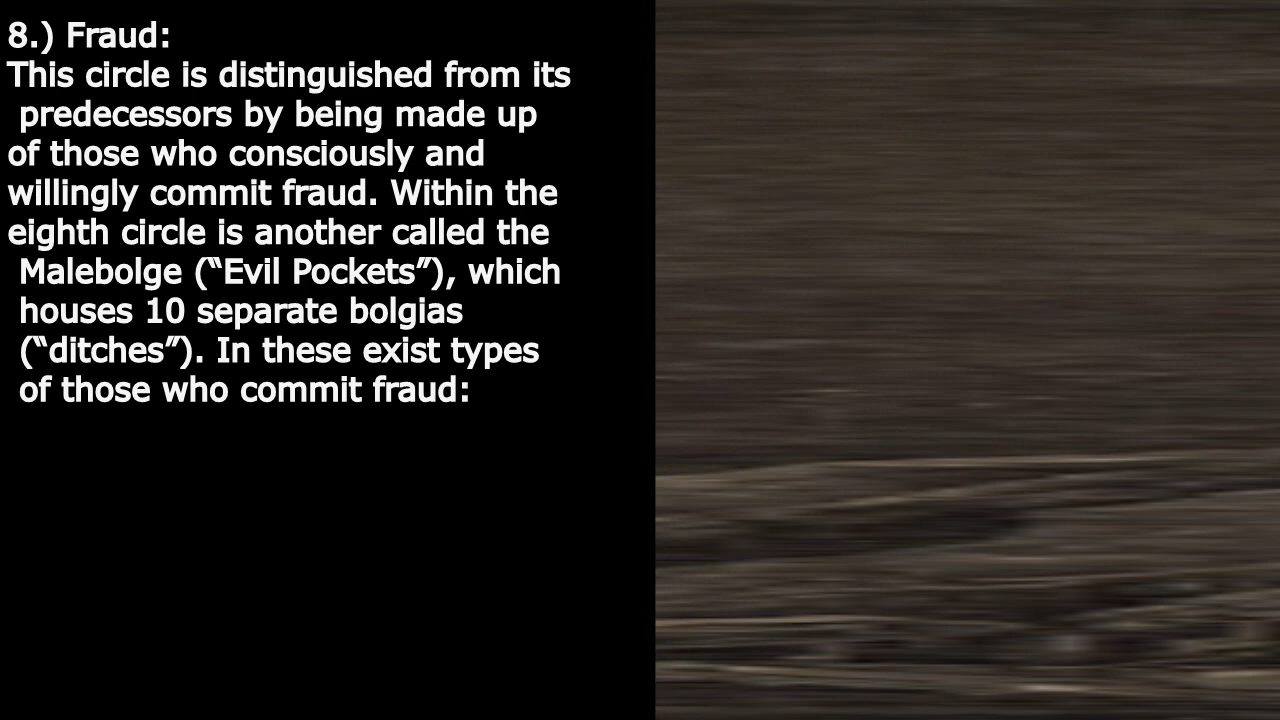 8.) Fraud:
This circle is distinguished from its
predecessors by being made up
of those who consciously and
willingly commit fraud. Within the
eighth circle is another called the
Malebolge (“Evil Pockets”), which
houses 10 separate bolgias
(“ditches”). In these exist types
of those who commit fraud: